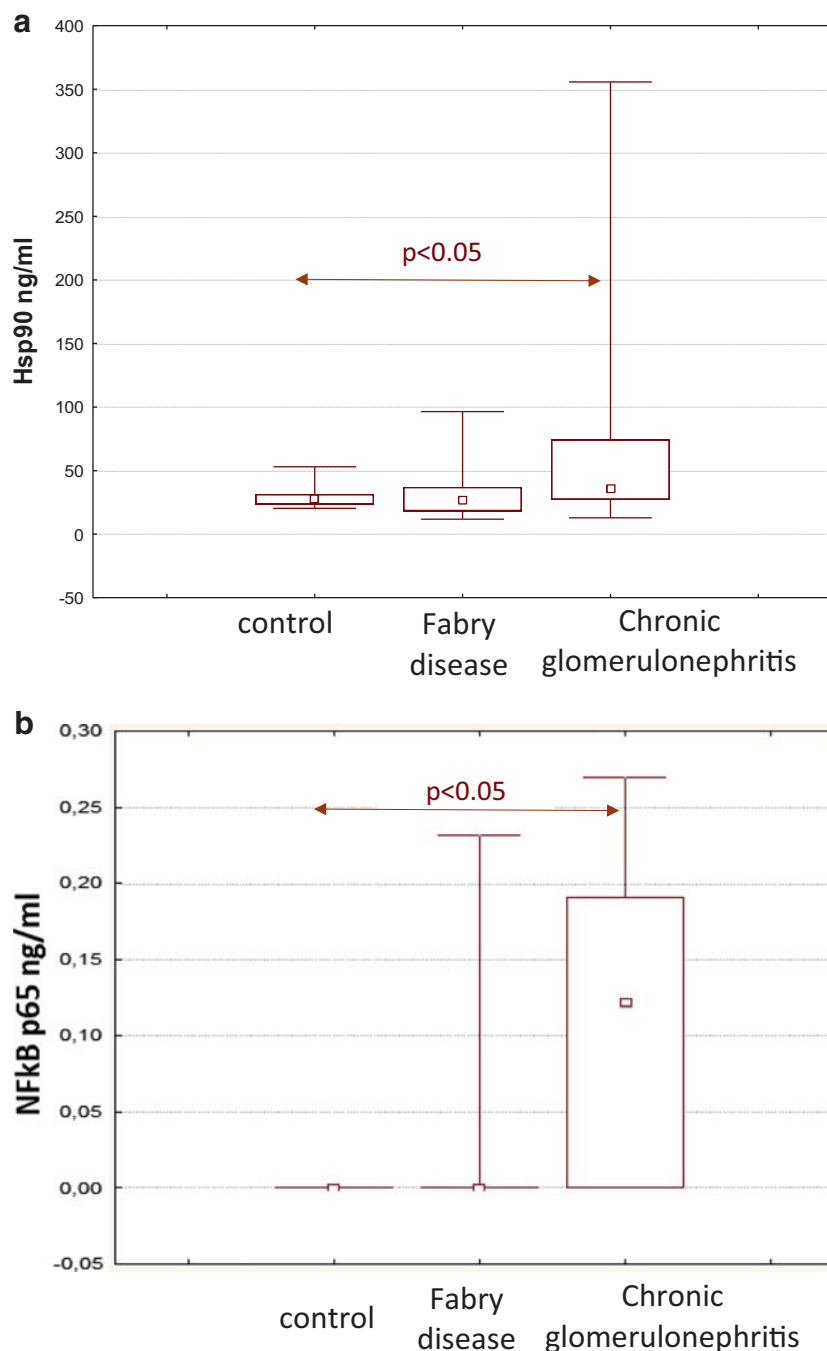 a
400
350
300
250
200
150
100
50
0
-50
Hsp90 ng/ml
p<0.05
control
Fabry
disease
Chronic
glomerulonephritis
b
0,30
0,25
0,20
0,15
0,10
0,05
0,00
-0,05
NFkB p65 ng/ml
p<0.05
control
Fabry
disease
Chronic
glomerulonephritis